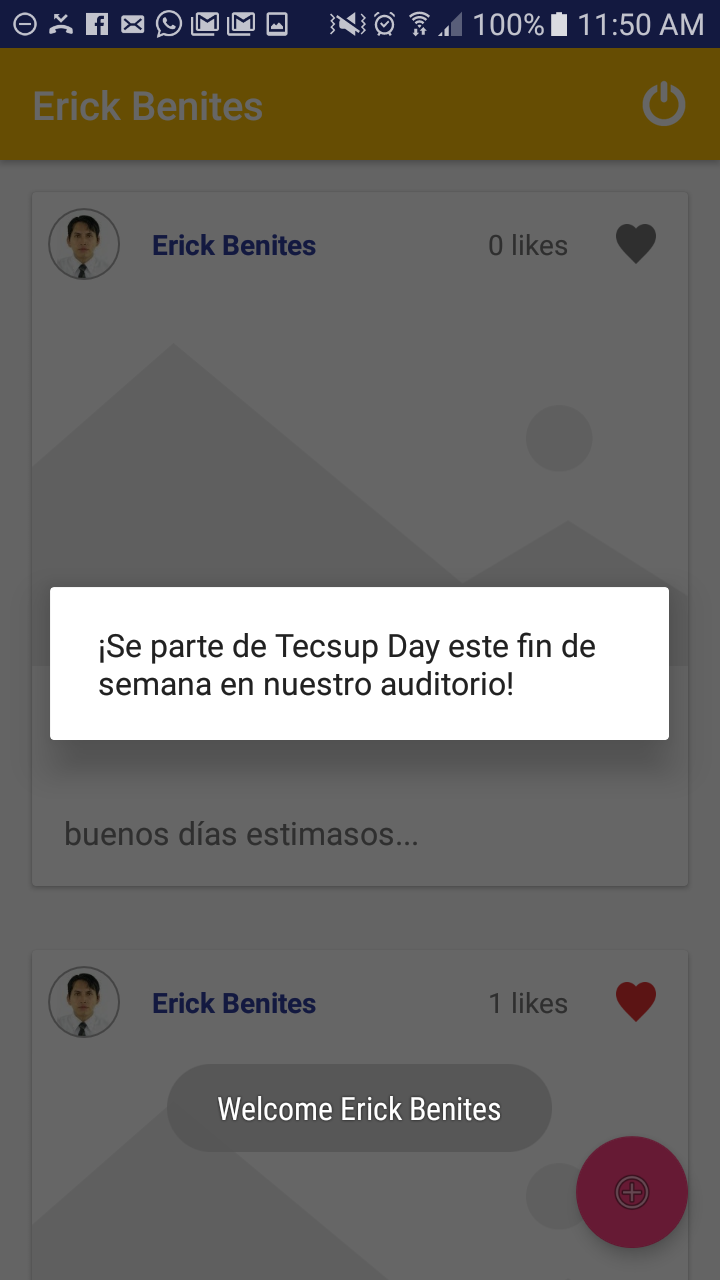 100% 11:50 AM
Erick Benites
Erick Benites 0 likes
¡Se parte de Tecsup Day este fin de
semana en nuestro auditorio!
buenos días estimasos...
Erick Benites 1 likes
Welcome Erick Benites